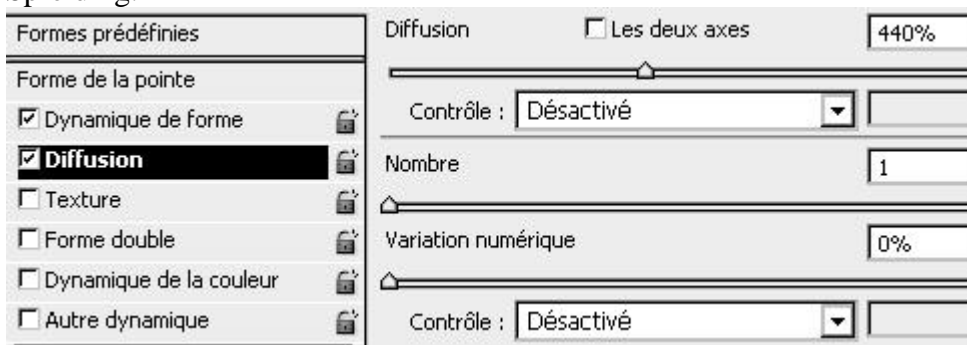 Formes prédéfinies
Forme de la pointe
Dynamique de forme
Diffusion
Texture
Forme double
Dynamique de la couleur
Autre dynamique
Diffusion Les deux axes 440%
Contrôle : Désactivé
Nombre 1
Variation numérique 0%
Contrôle : Désactivé